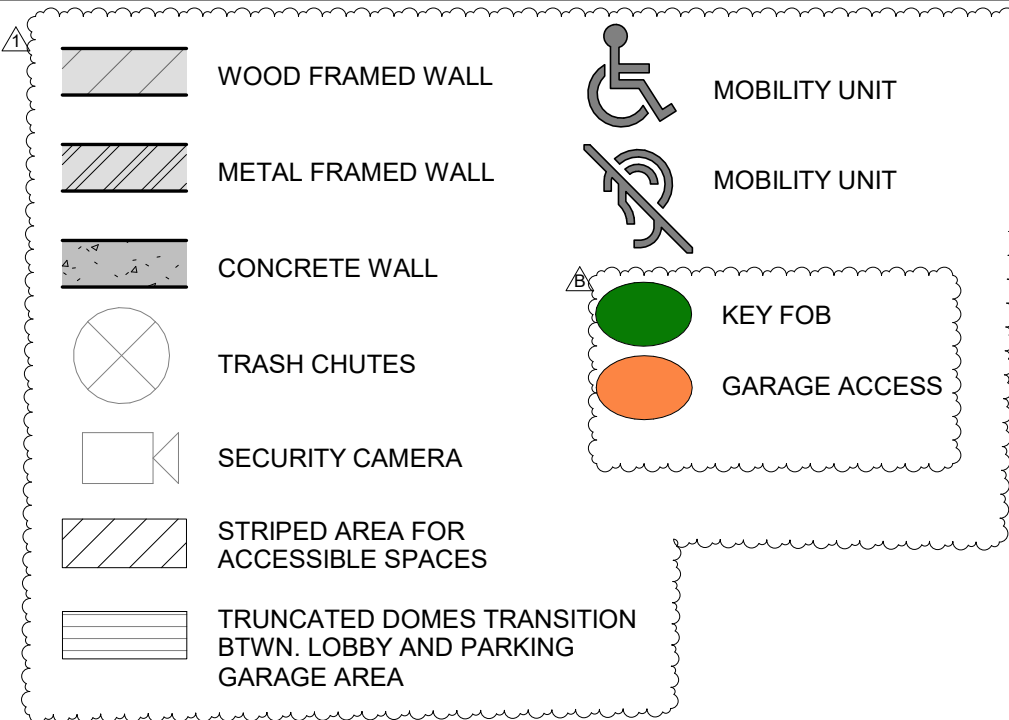 1
WOOD FRAMED WALL
METAL FRAMED WALL
CONCRETE WALL
TRASH CHUTES
SECURITY CAMERA
STRIPED AREA FOR
ACCESSIBLE SPACES
TRUNCATED DOMES TRANSITION
BTWN. LOBBY AND PARKING
GARAGE AREA
MOBILITY UNIT
MOBILITY UNIT
B
KEY FOB
GARAGE ACCESS